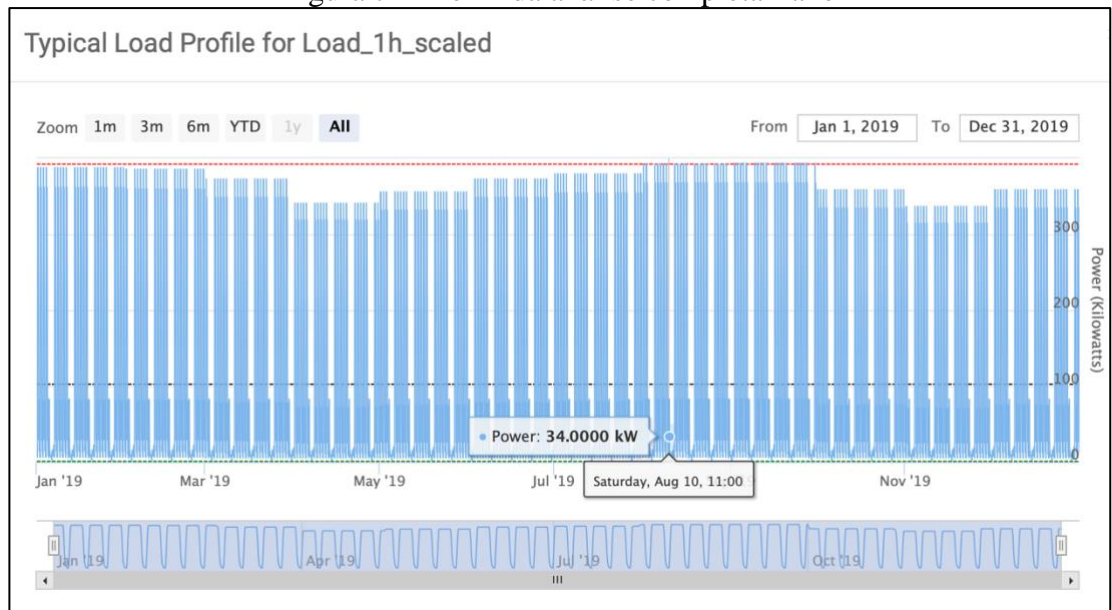 Typical Load Profile for Load_1h_scaled
Zoom 1m 3m 6m YTD 1y All From Jan 1, 2019 To Dec 31, 2019
300
200
100
0
Power (Kilowatts)
Power: 34.0000 kW
Saturday, Aug 10, 11:00
Jan '19 Mar '19 May '19 Jul '19 Nov '19
Jan '19 Apr '19 Jul '19 Oct '19